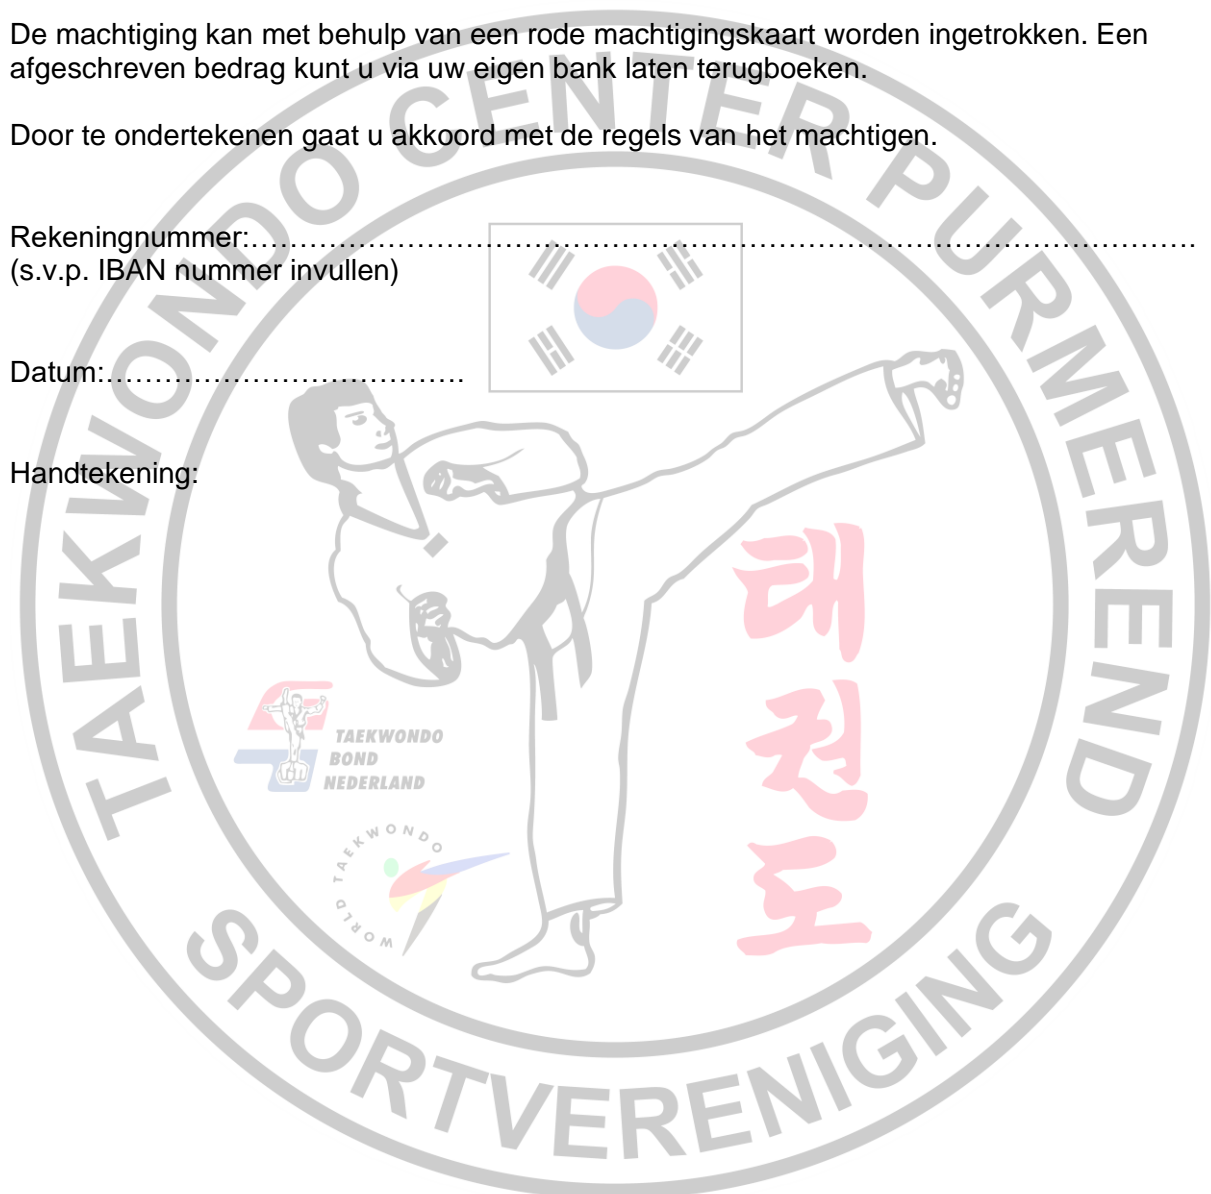 De machtiging kan met behulp van een rode machtigingskaart worden ingetrokken. Een
afgeschreven bedrag kunt u via uw eigen bank laten terugboeken.
Door te ondertekenen gaat u akkoord met de regels van het machtigen.
Rekeningnummer:……………………………………………………………………………………….
(s.v.p. IBAN nummer invullen)
Datum:……………………………….
Handtekening:
TAEKWONDO CENTER PURMEREND
SPORTVERENIGING
태
권
도
TAEKWONDO
BOND
NEDERLAND
WORLD TAEKWONDO